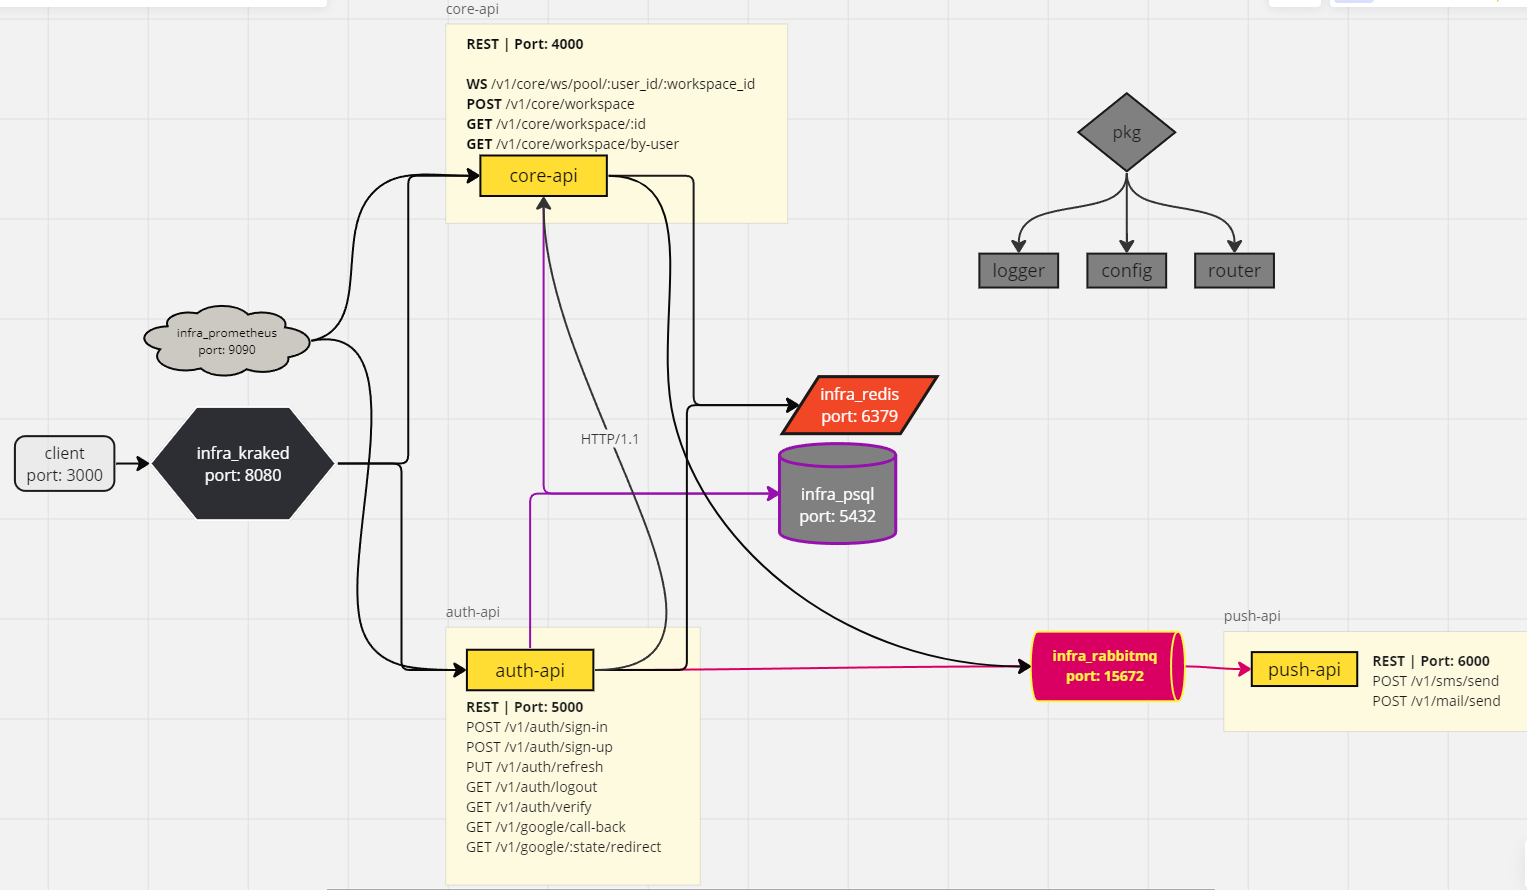 core-api
REST | Port: 4000
WS /v1/core/ws/pool/:user_id/:workspace_id
POST /v1/core/workspace
GET /v1/core/workspace/:id
GET /v1/core/workspace/by-user
core-api
pkg
logger
config
router
infra_prometheus
port: 9090
client
port: 3000
infra_kraked
port: 8080
HTTP/1.1
infra_redis
port: 6379
infra_psql
port: 5432
auth-api
auth-api
REST | Port: 5000
POST /v1/auth/sign-in
POST /v1/auth/sign-up
PUT /v1/auth/refresh
GET /v1/auth/logout
GET /v1/auth/verify
GET /v1/google/call-back
GET /v1/google/:state/redirect
infra_rabbitmq
port: 15672
push-api
push-api
REST | Port: 6000
POST /v1/sms/send
POST /v1/mail/send